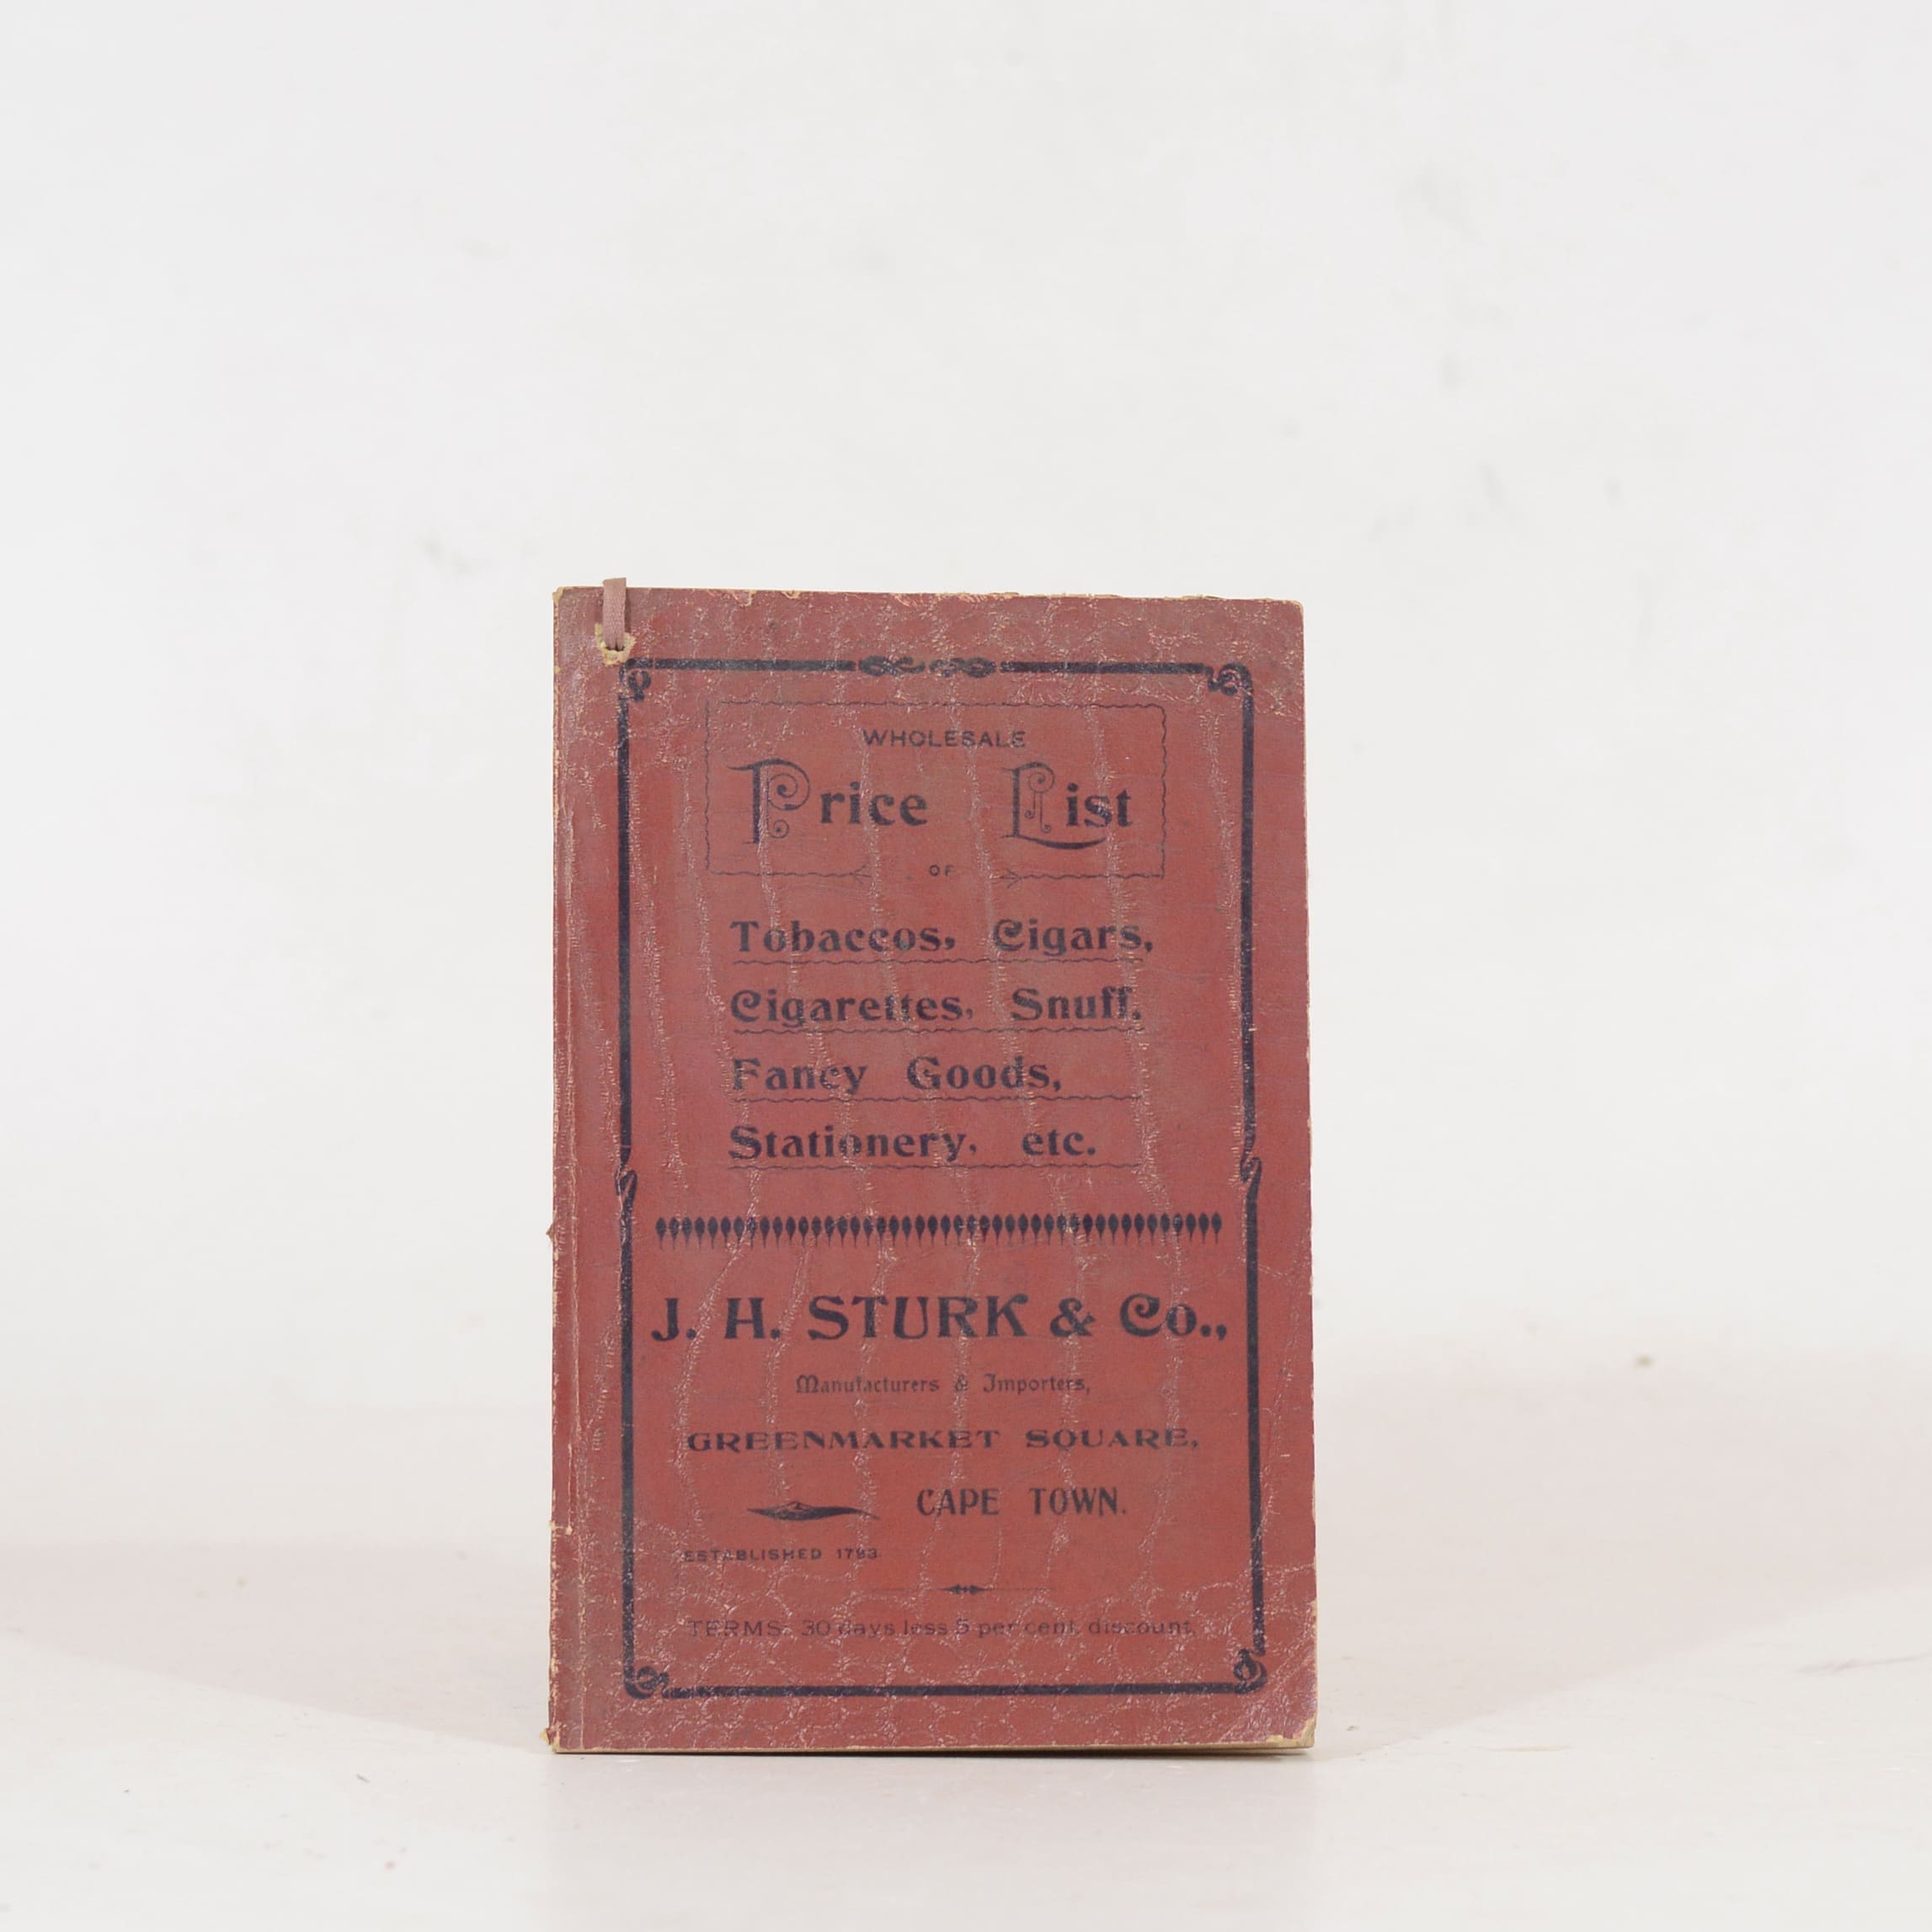 WHOLESALE
Price List
OF
Tobaccos, Cigars,
Cigarettes, Snuff,
Fancy Goods,
Stationery, etc.
J. H. STURK & Co.,
Manufacturers & Importers,
GREENMARKET SQUARE,
CAPE TOWN.
ESTABLISHED 1793
TERMS: 30 days less 5 per cent. discount.